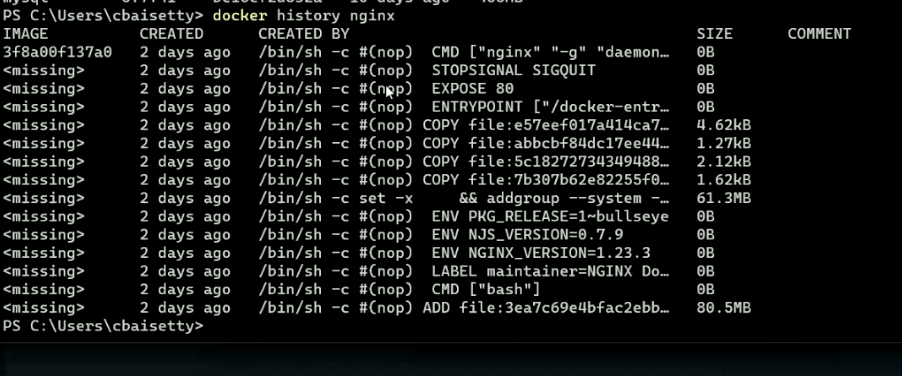 PS C:\Users\cbaisetty> docker history nginx
IMAGE CREATED CREATED BY SIZE COMMENT
3f8a00f137a0 2 days ago /bin/sh -c #(nop) CMD ["nginx" "-g" "daemon… 0B
<missing> 2 days ago /bin/sh -c #(nop) STOPSIGNAL SIGQUIT 0B
<missing> 2 days ago /bin/sh -c #(nop) EXPOSE 80 0B
<missing> 2 days ago /bin/sh -c #(nop) ENTRYPOINT ["/docker-entr… 0B
<missing> 2 days ago /bin/sh -c #(nop) COPY file:e57eef017a414ca7… 4.62kB
<missing> 2 days ago /bin/sh -c #(nop) COPY file:abbcbf84dc17ee44… 1.27kB
<missing> 2 days ago /bin/sh -c #(nop) COPY file:5c18272734349488… 2.12kB
<missing> 2 days ago /bin/sh -c #(nop) COPY file:7b307b62e82255f0… 1.62kB
<missing> 2 days ago /bin/sh -c set -x && addgroup --system -… 61.3MB
<missing> 2 days ago /bin/sh -c #(nop) ENV PKG_RELEASE=1~bullseye 0B
<missing> 2 days ago /bin/sh -c #(nop) ENV NJS_VERSION=0.7.9 0B
<missing> 2 days ago /bin/sh -c #(nop) ENV NGINX_VERSION=1.23.3 0B
<missing> 2 days ago /bin/sh -c #(nop) LABEL maintainer=NGINX Do… 0B
<missing> 2 days ago /bin/sh -c #(nop) CMD ["bash"] 0B
<missing> 2 days ago /bin/sh -c #(nop) ADD file:3ea7c69e4bfac2ebb… 80.5MB
PS C:\Users\cbaisetty>